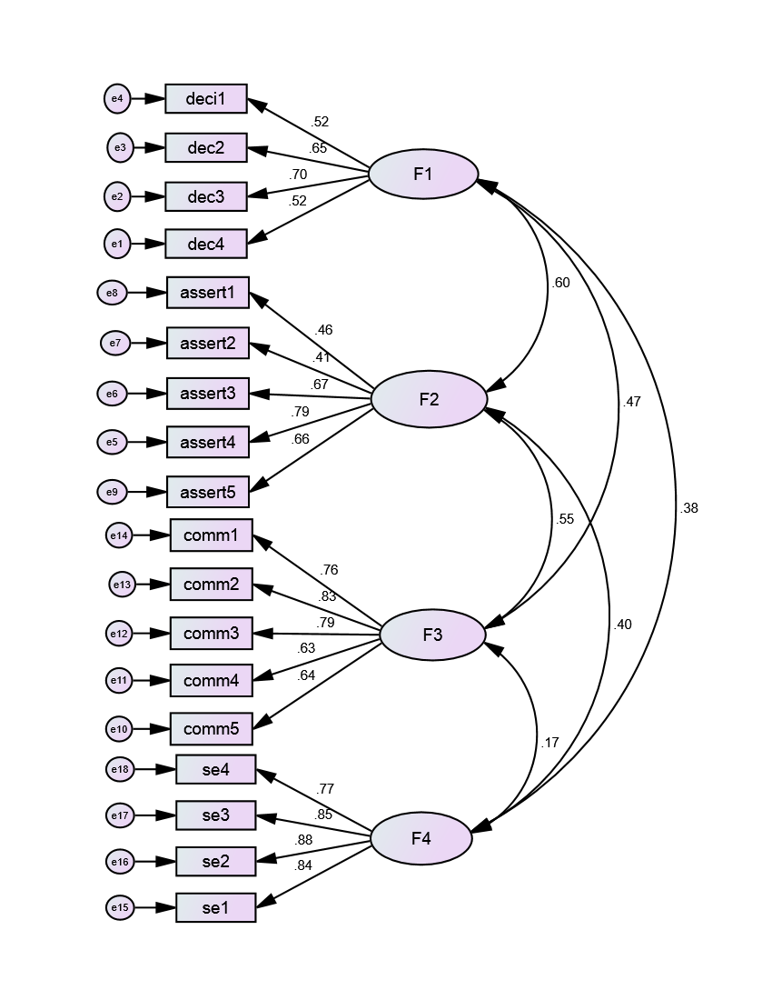 e4 deci1
.52
e3 dec2 .65
F1
e2 dec3 .70
.52
e1 dec4
e8 assert1 .60
.46
e7 assert2
.41
e6 assert3 .67
F2 .47
.79
e5 assert4 .66
e9 assert5
.55 .38
e14 comm1
.76
e13 comm2
.83
.79
e12 comm3 F3 .40
.63
e11 comm4 .64
e10 comm5
.17
e18 se4
.77
e17 se3 .85
F4
.88
e16 se2 .84
e15 se1